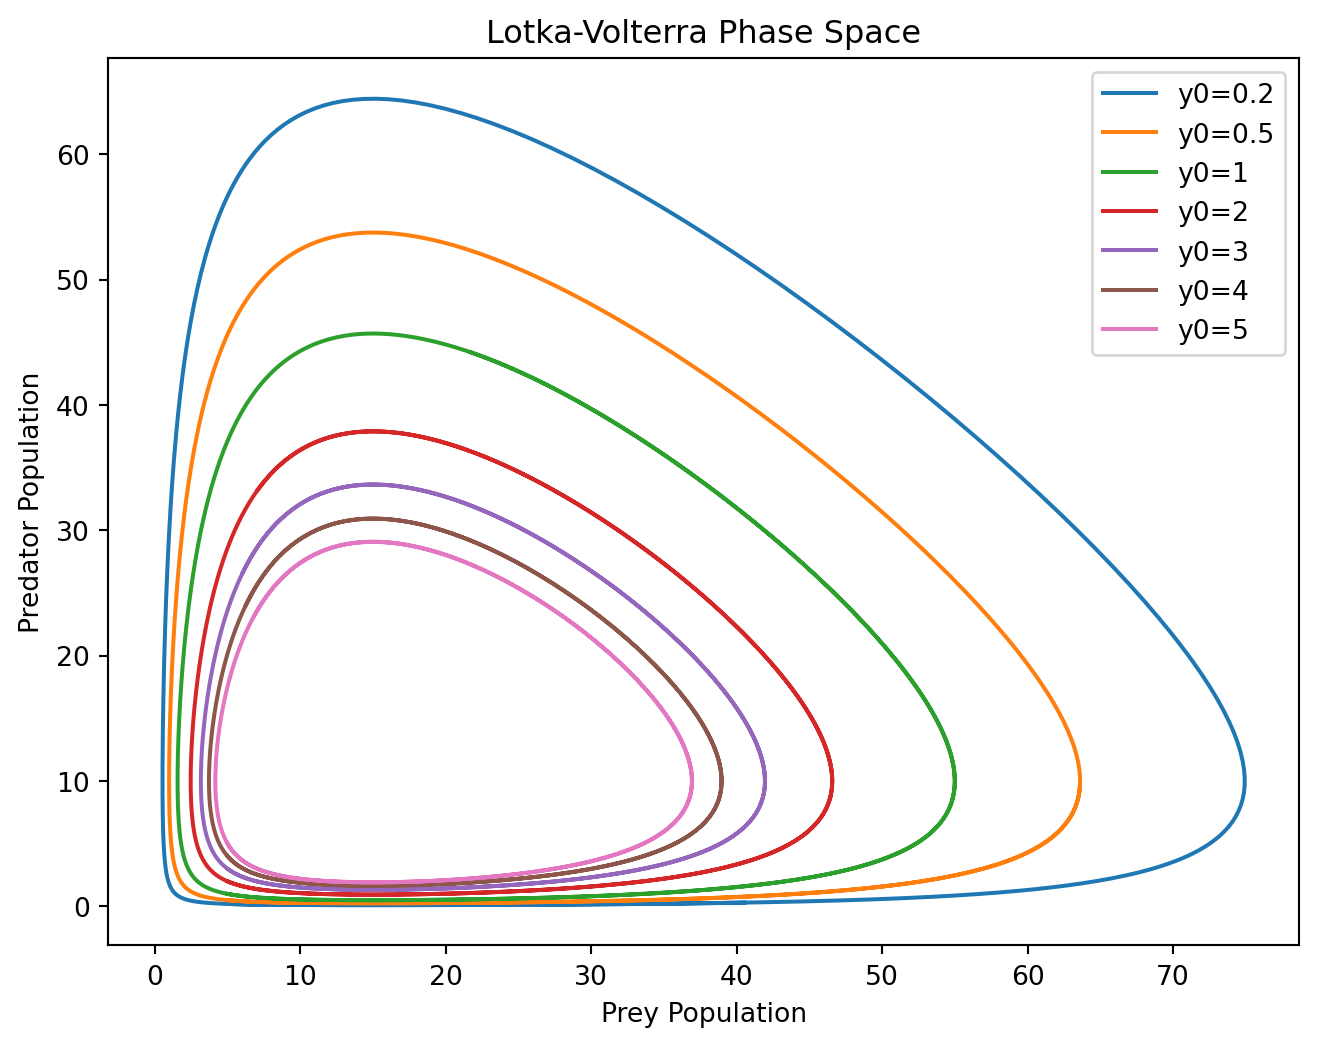 Lotka-Volterra Phase Space
y0=0.2
y0=0.5
y0=1
y0=2
y0=3
y0=4
y0=5
Predator Population
60
50
40
30
20
10
0
0 10 20 30 40 50 60 70
Prey Population